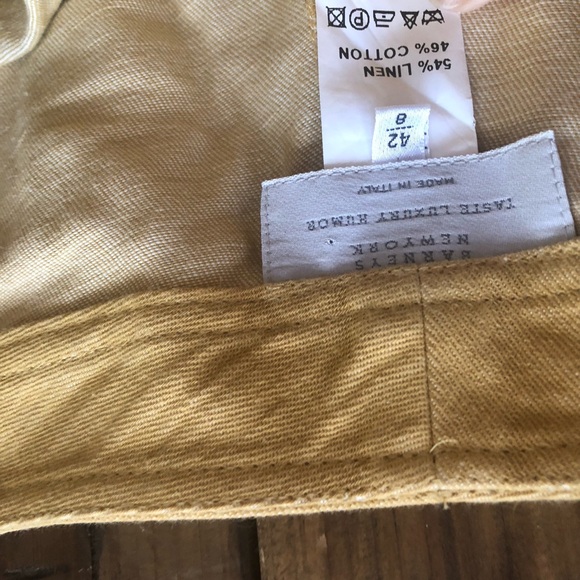 BARNEYS
NEWYORK
TASTE LUXURY HUMOR
MADE IN ITALY
42
8
54% LINEN
46% COTTON
P